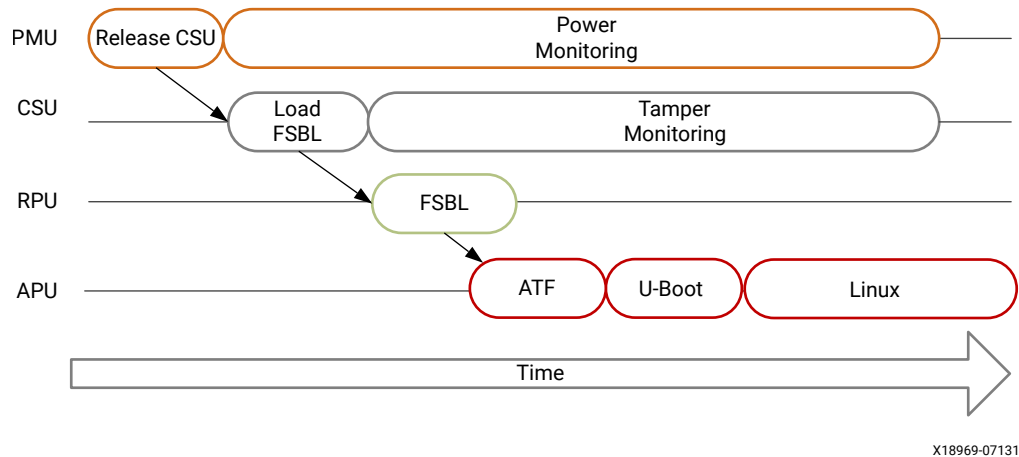 PMU
Release CSU
Power
Monitoring
CSU
Load
FSBL
Tamper
Monitoring
RPU
FSBL
APU
ATF
U-Boot
Linux
Time
X18969-07131